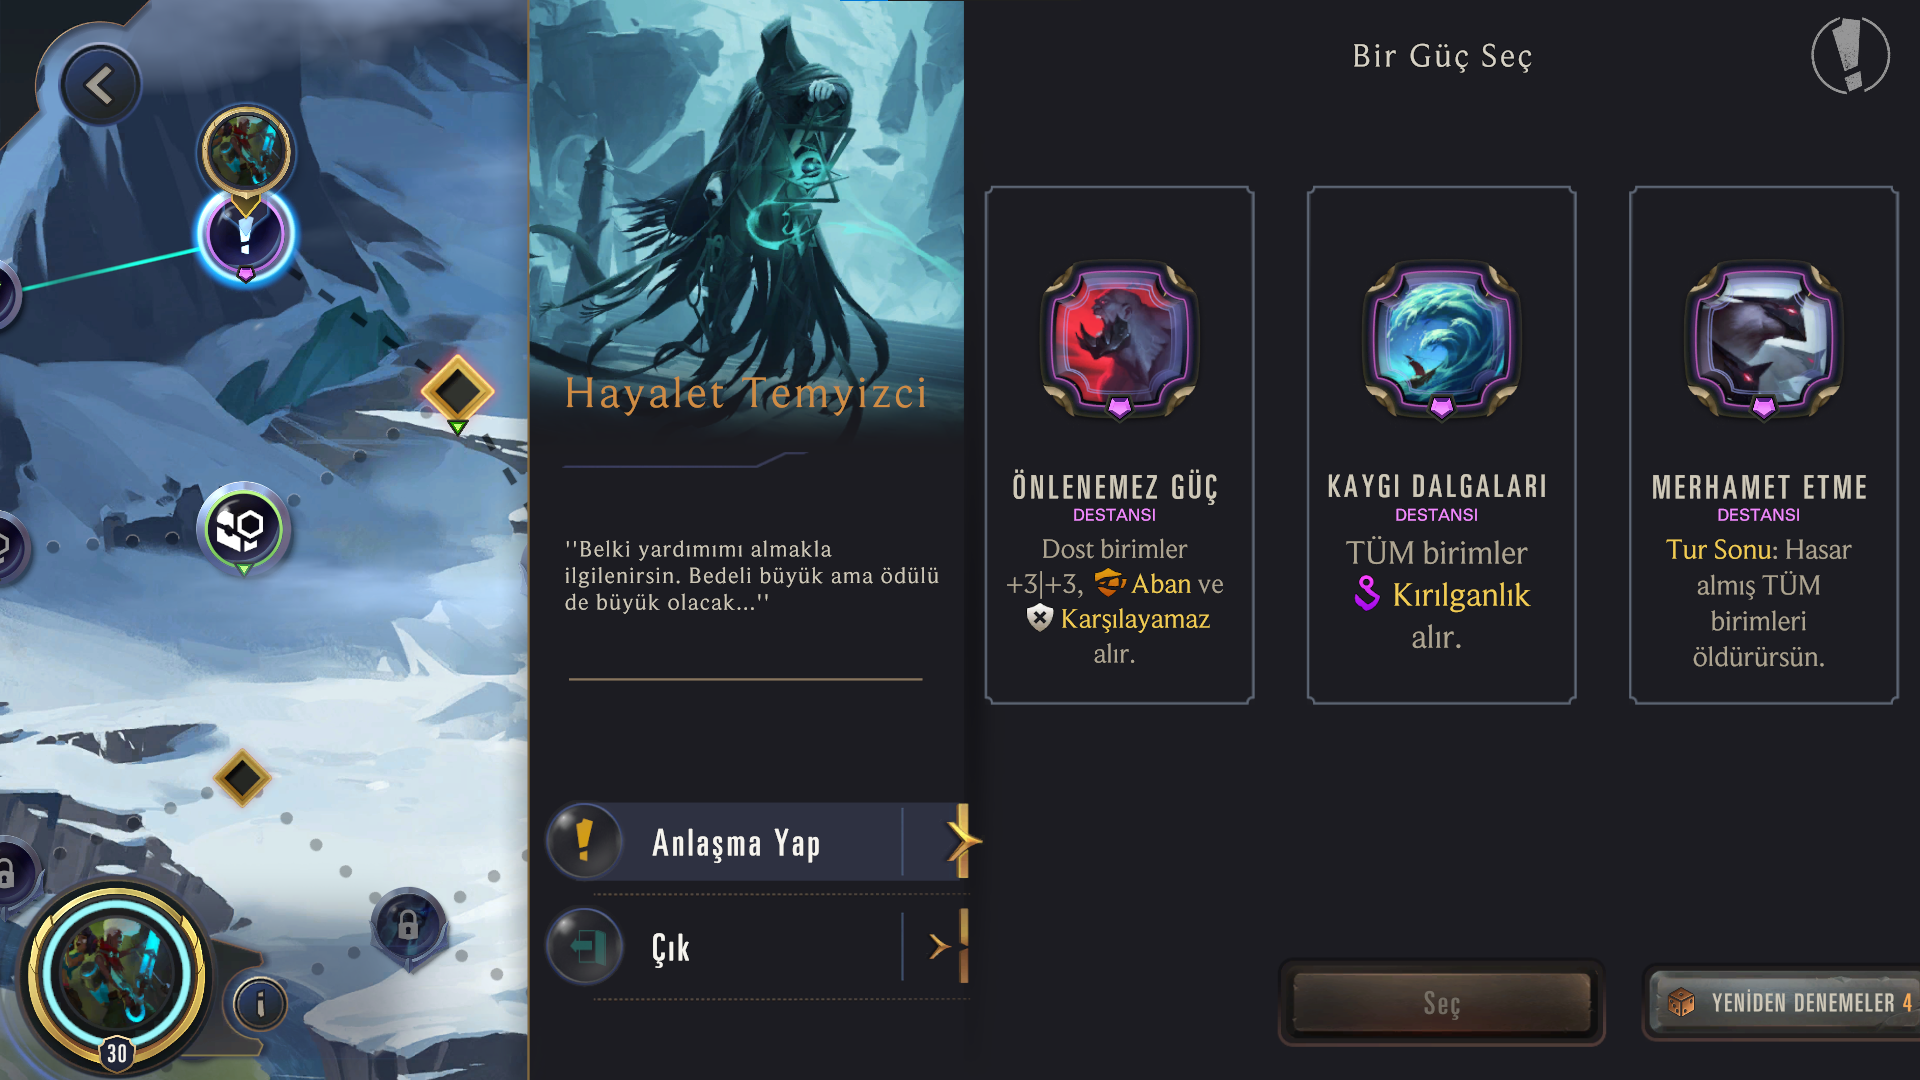 Bir Güç Seç
Hayalet Temyizci
''Belki yardımımı almakla
ilgilenirsin. Bedeli büyük ama ödülü
de büyük olacak...''
Anlaşma Yap
Çık
30
ÖNLENEMEZ GÜÇ
DESTANSI
Dost birimler
+3|+3, Aban ve
Karşılayamaz
alır.
KAYGI DALGALARI
DESTANSI
TÜM birimler
Kırılganlık
alır.
MERHAMET ETME
DESTANSI
Tur Sonu: Hasar
almış TÜM
birimleri
öldürürsün.
Seç
YENİDEN DENEMELER 4